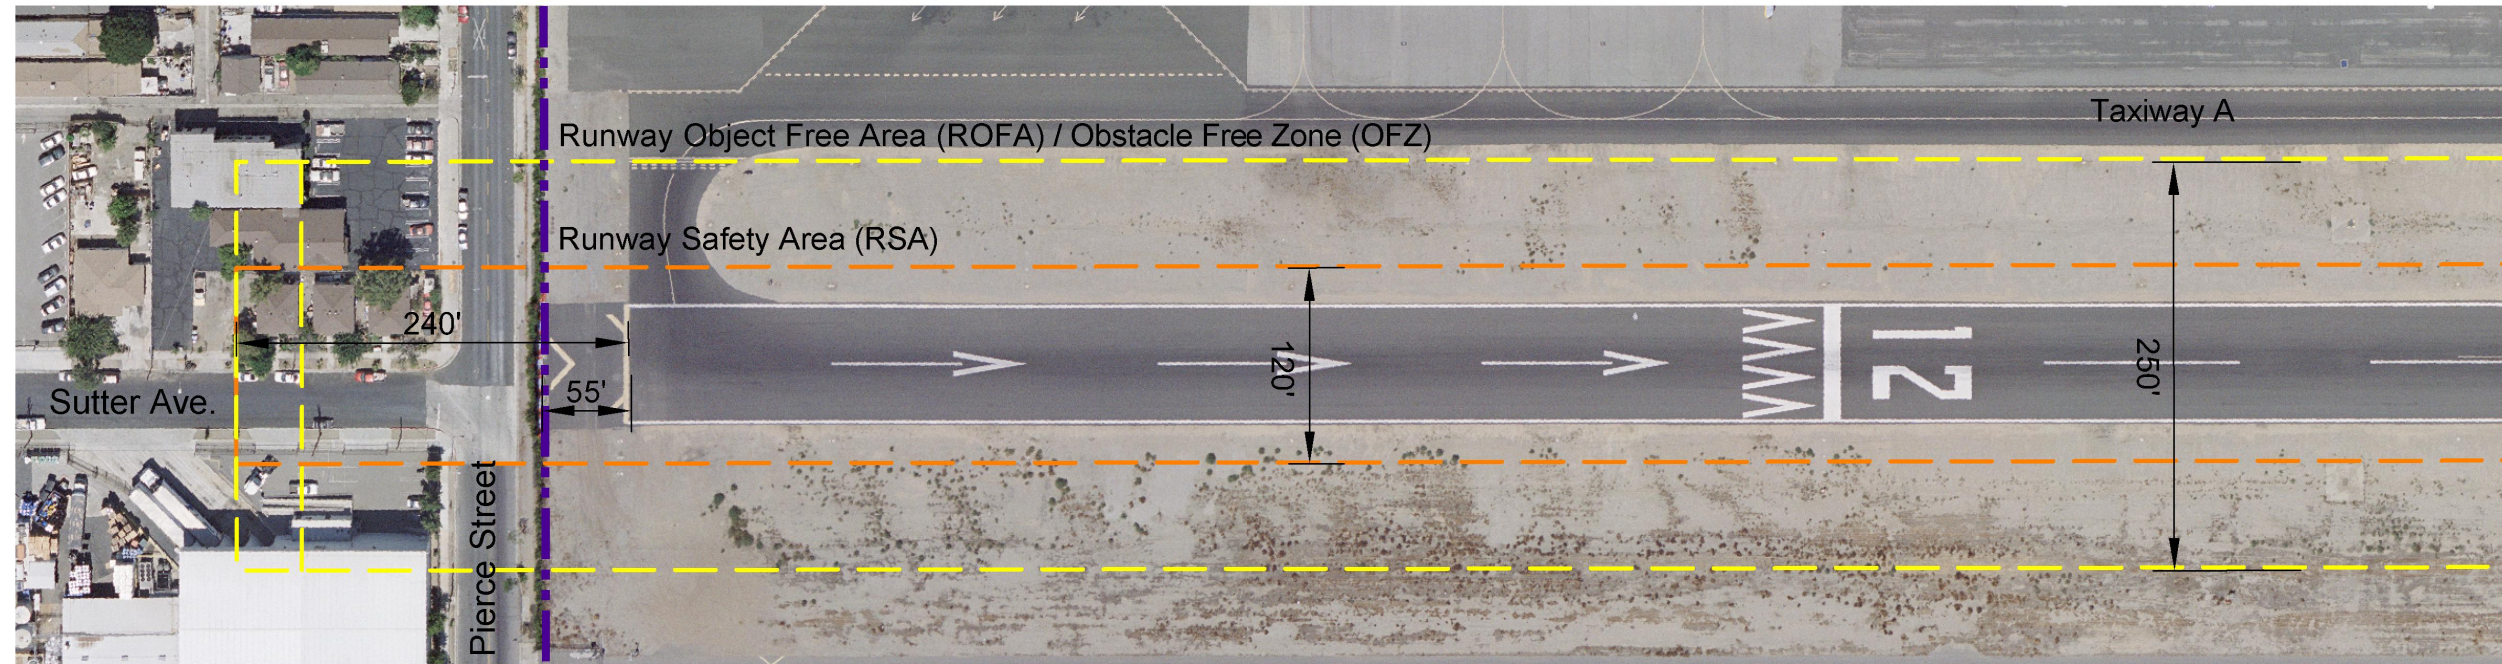 Taxiway A
Runway Object Free Area (ROFA) / Obstacle Free Zone (OFZ)
Runway Safety Area (RSA)
240'
55'
120'
12
250'
Sutter Ave.
Pierce Street